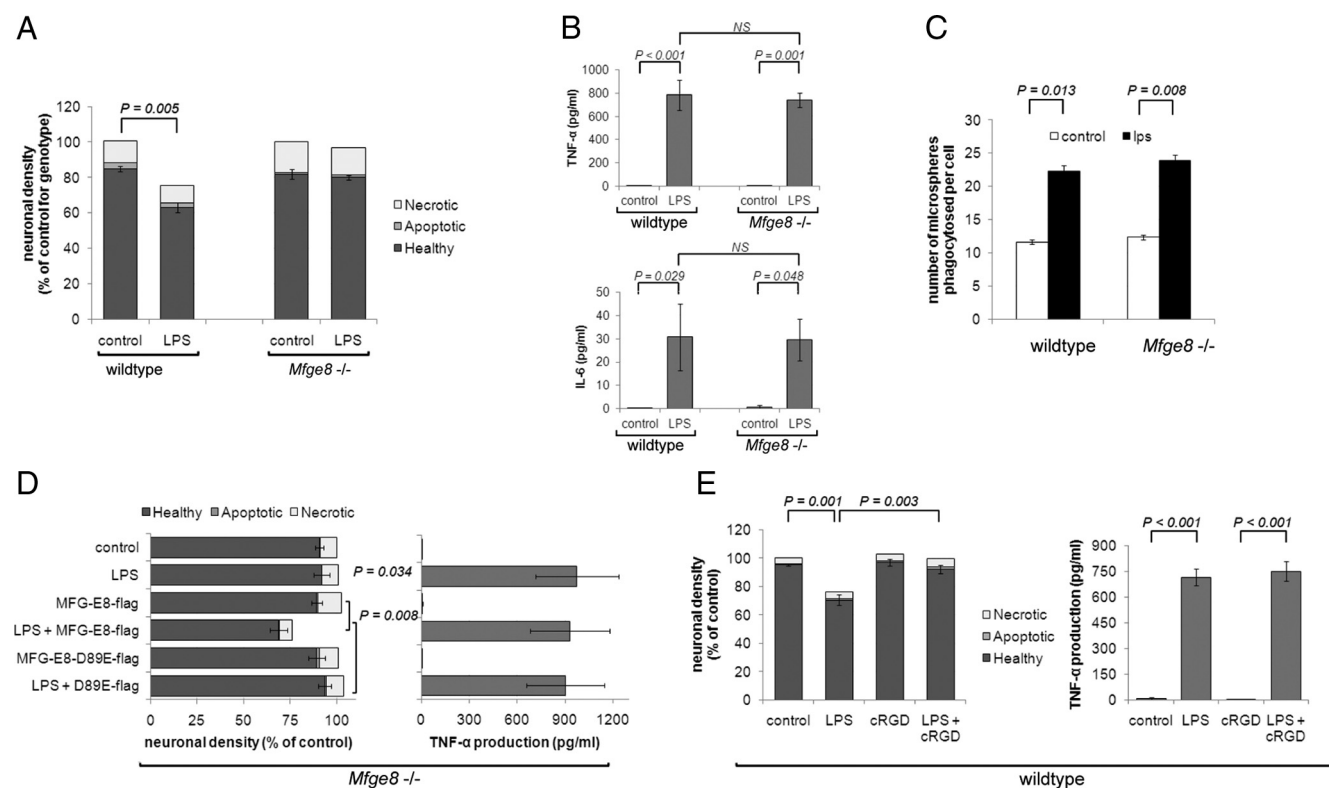 A
neuronal density
(% of control for genotype)
120
100
80
60
40
20
0
P = 0.005
Necrotic
Apoptotic
Healthy
control LPS control LPS
wildtype Mfge8 -/-
B
NS
P < 0.001 P = 0.001
TNF-α (pg/ml)
1000
800
600
400
200
0
control LPS control LPS
wildtype Mfge8 -/-
NS
P = 0.029 P = 0.048
IL-6 (pg/ml)
50
40
30
20
10
0
control LPS control LPS
wildtype Mfge8 -/-
C
P = 0.013 P = 0.008
number of microspheres
phagocytosed per cell
30
25
20
15
10
5
0
control lps
wildtype Mfge8 -/-
D
Healthy Apoptotic Necrotic
control
LPS
MFG-E8-flag
LPS + MFG-E8-flag
MFG-E8-D89E-flag
LPS + D89E-flag
P = 0.034
P = 0.008
0 25 50 75 100
neuronal density (% of control)
0 300 600 900 1200
TNF-α production (pg/ml)
Mfge8 -/-
E
P = 0.001 P = 0.003
neuronal density
(% of control)
120
100
80
60
40
20
0
Necrotic
Apoptotic
Healthy
control LPS cRGD LPS +
cRGD
P < 0.001 P < 0.001
TNF-α production (pg/ml)
900
750
600
450
300
150
0
control LPS cRGD LPS +
cRGD
wildtype